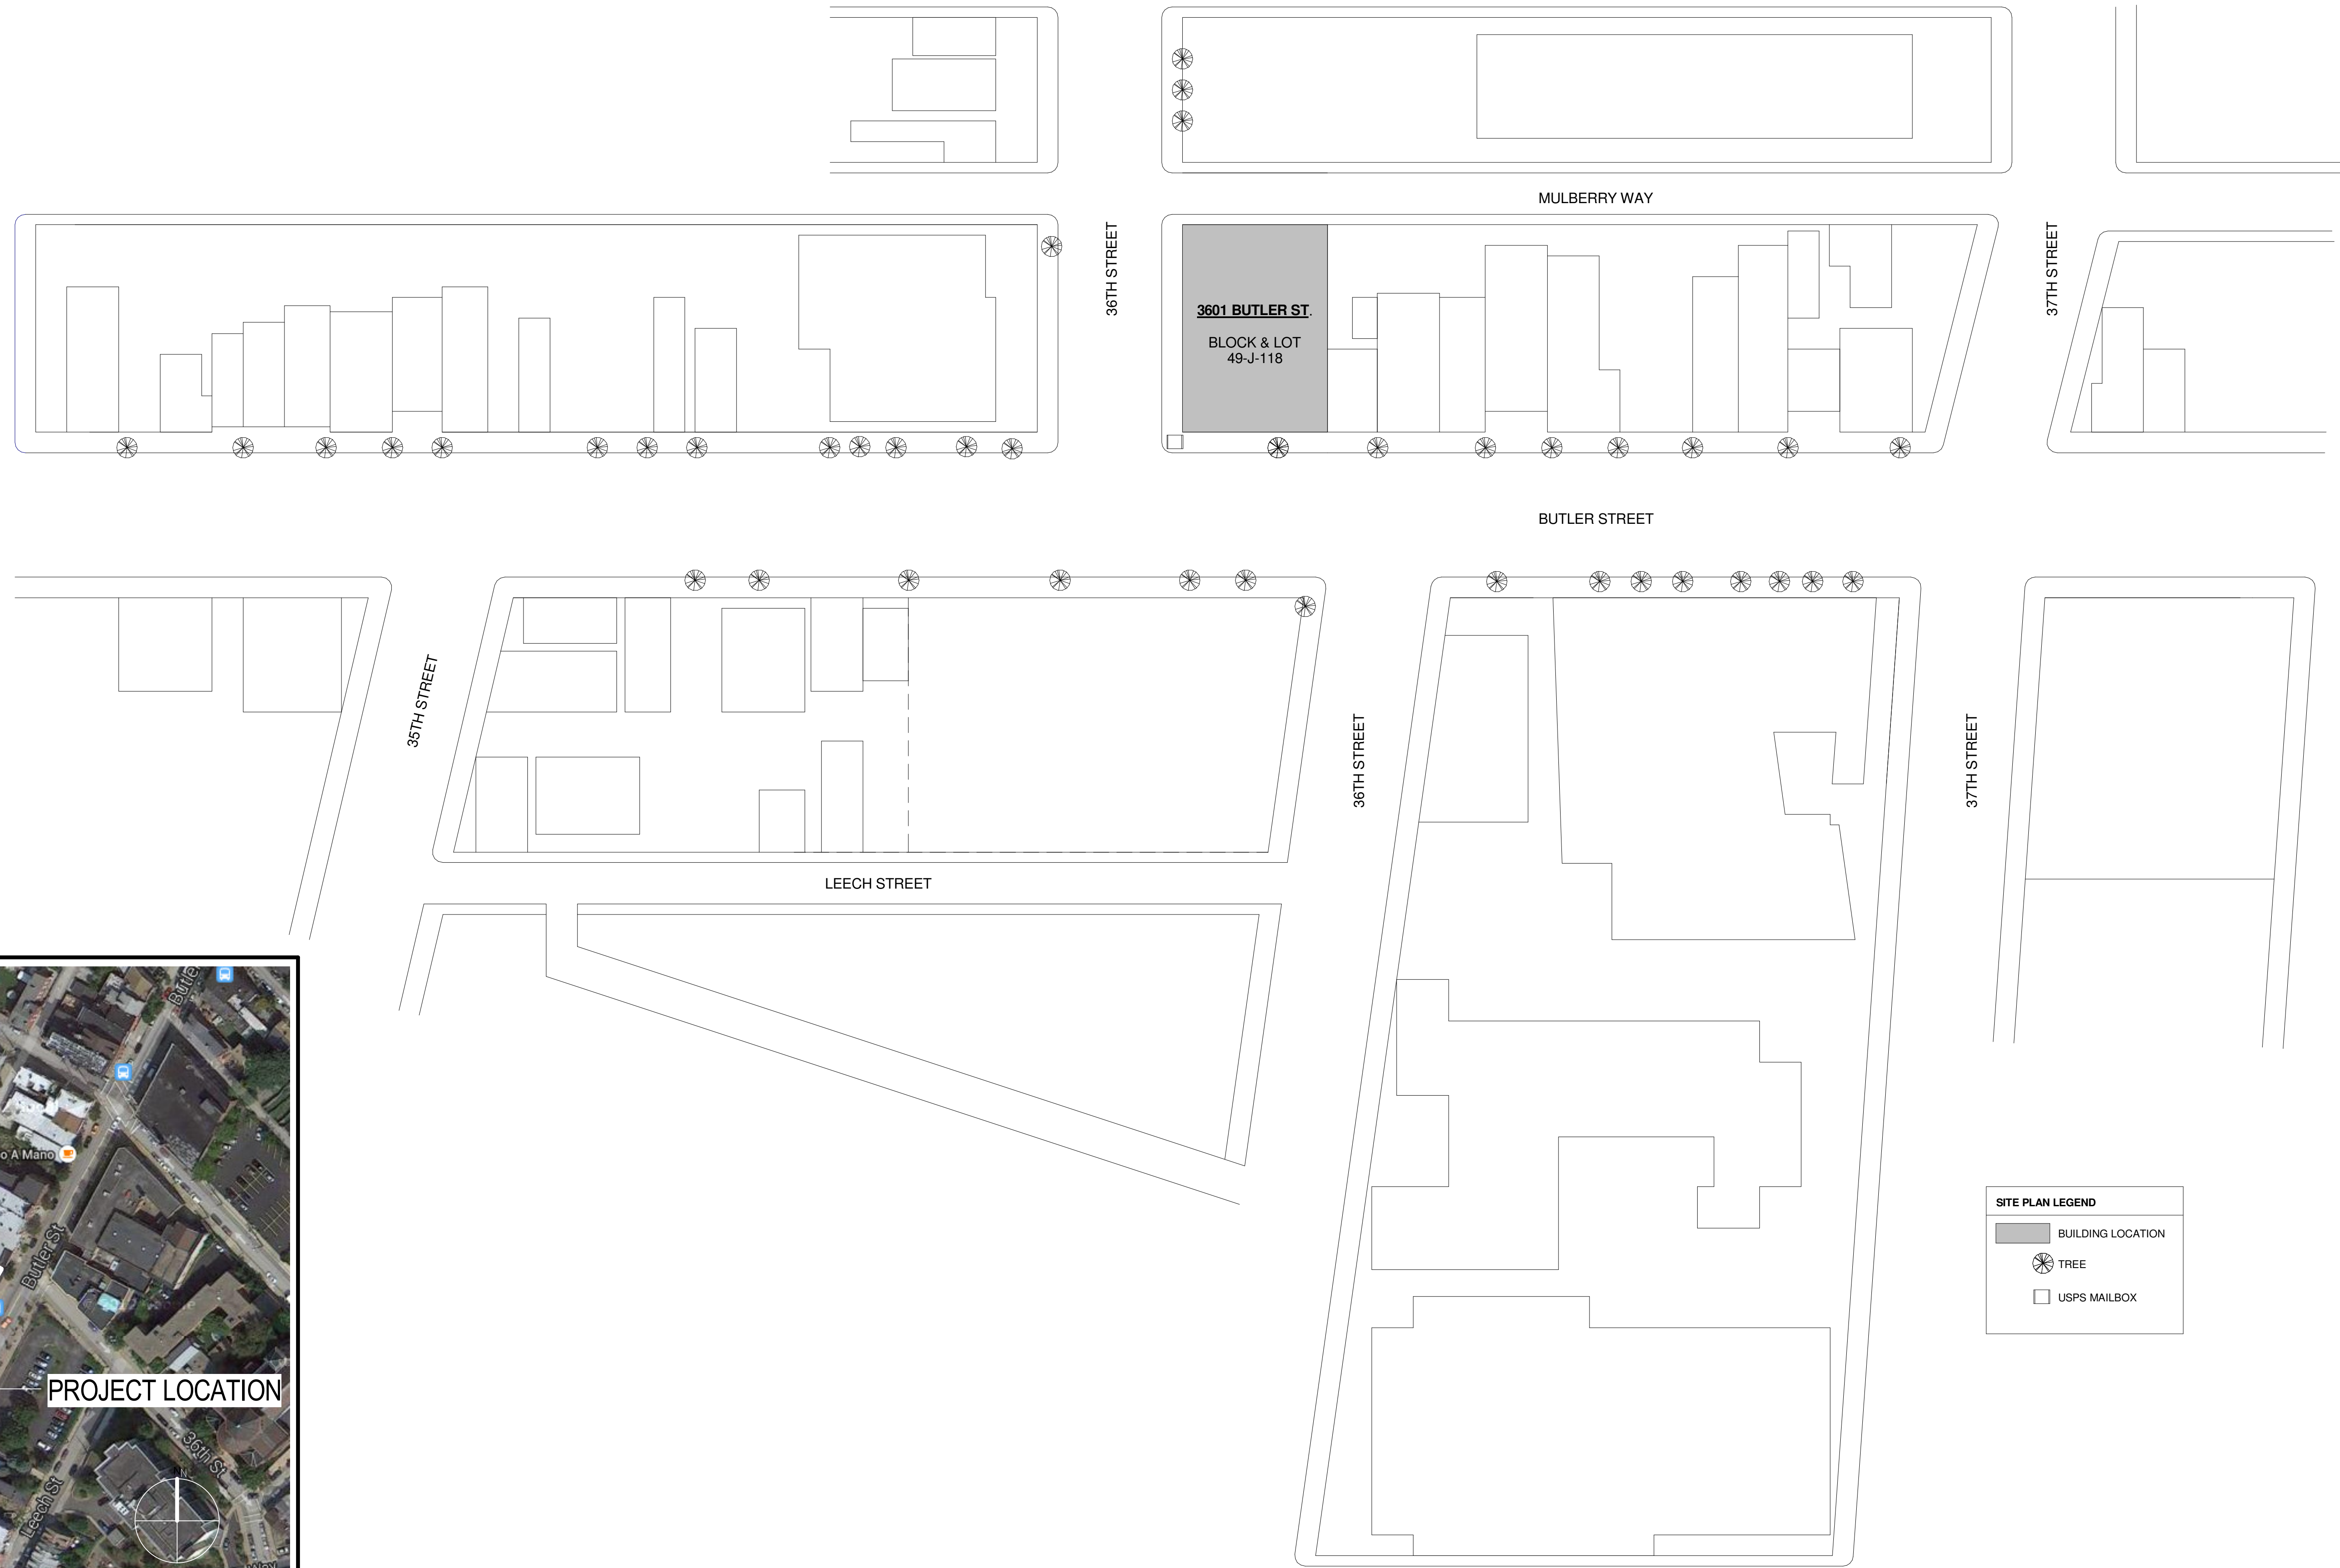 MULBERRY WAY
36TH STREET
37TH STREET
3601 BUTLER ST.
BLOCK & LOT
49-J-118
BUTLER STREET
35TH STREET
36TH STREET
37TH STREET
LEECH STREET
Butler
o A Mano
Butler St
PROJECT LOCATION
36th St
N
Leech St
SITE PLAN LEGEND
BUILDING LOCATION
TREE
USPS MAILBOX